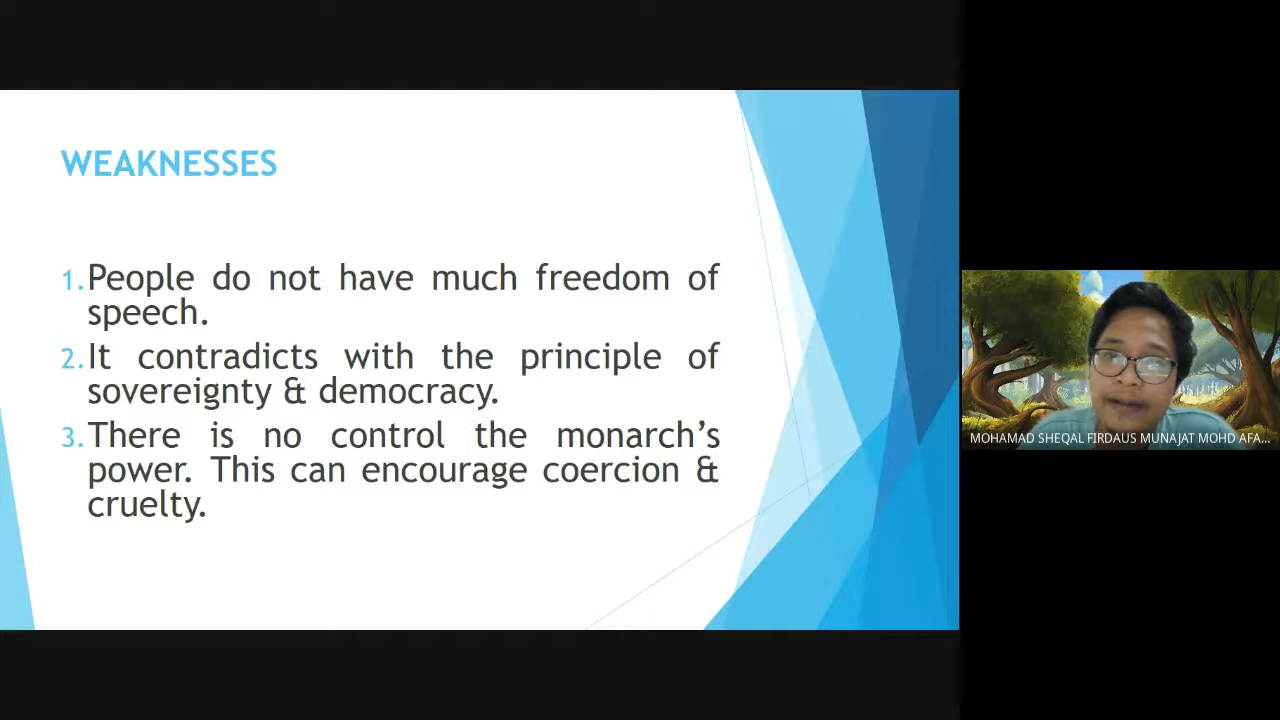 WEAKNESSES
1. People do not have much freedom of
speech.
2. It contradicts with the principle of
sovereignty & democracy.
3. There is no control the monarch’s
power. This can encourage coercion &
cruelty.
MOHAMAD SHEQAL FIRDAUS MUNAJAT MOHD AFA...